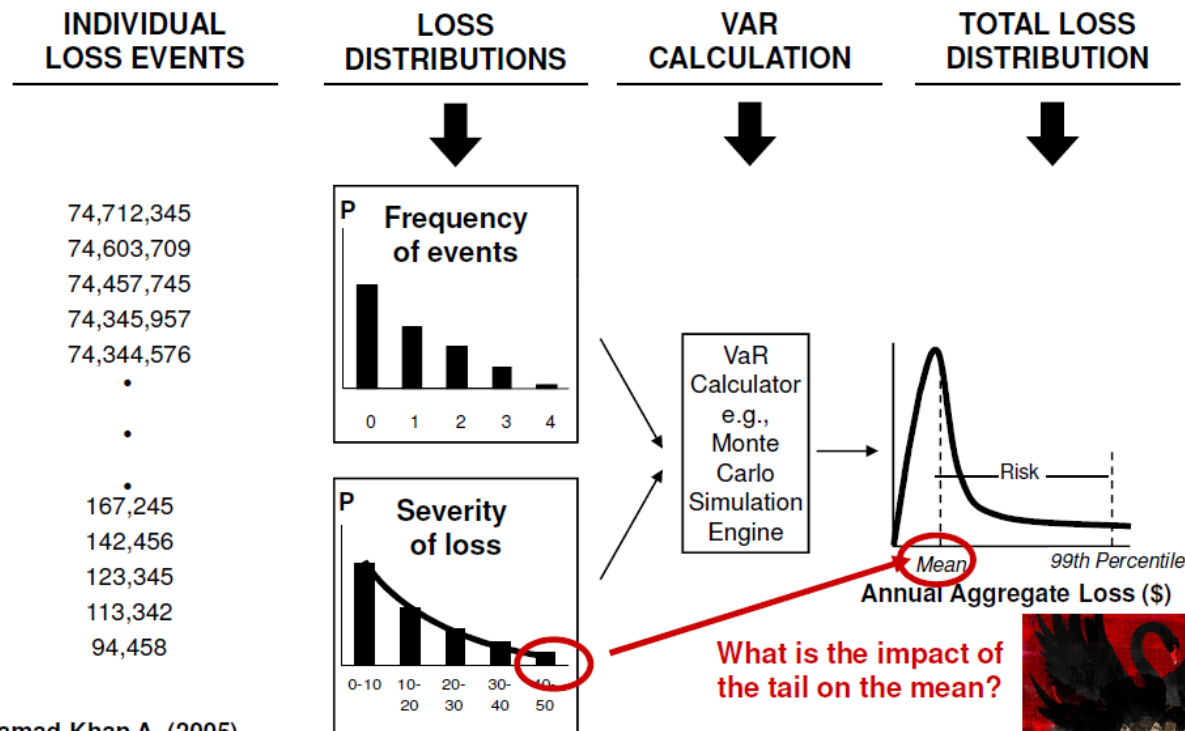 INDIVIDUAL
LOSS EVENTS
LOSS
DISTRIBUTIONS
VAR
CALCULATION
TOTAL LOSS
DISTRIBUTION
74,712,345
74,603,709
74,457,745
74,345,957
74,344,576
•
•
•
167,245
142,456
123,345
113,342
94,458
P
Frequency
of events
0 1 2 3 4
P
Severity
of loss
0-10 10- 20- 30- 40-
20 30 40 50
VaR
Calculator
e.g.,
Monte
Carlo
Simulation
Engine
Risk
Mean 99th Percentile
Annual Aggregate Loss ($)
What is the impact of
the tail on the mean?
amad-Khan A. (2005)